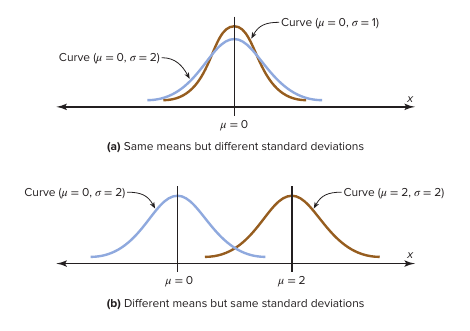 Curve (μ = 0, σ = 1)
Curve (μ = 0, σ = 2)
x
μ = 0
(a) Same means but different standard deviations
Curve (μ = 0, σ = 2)
Curve (μ = 2, σ = 2)
x
μ = 0
μ = 2
(b) Different means but same standard deviations